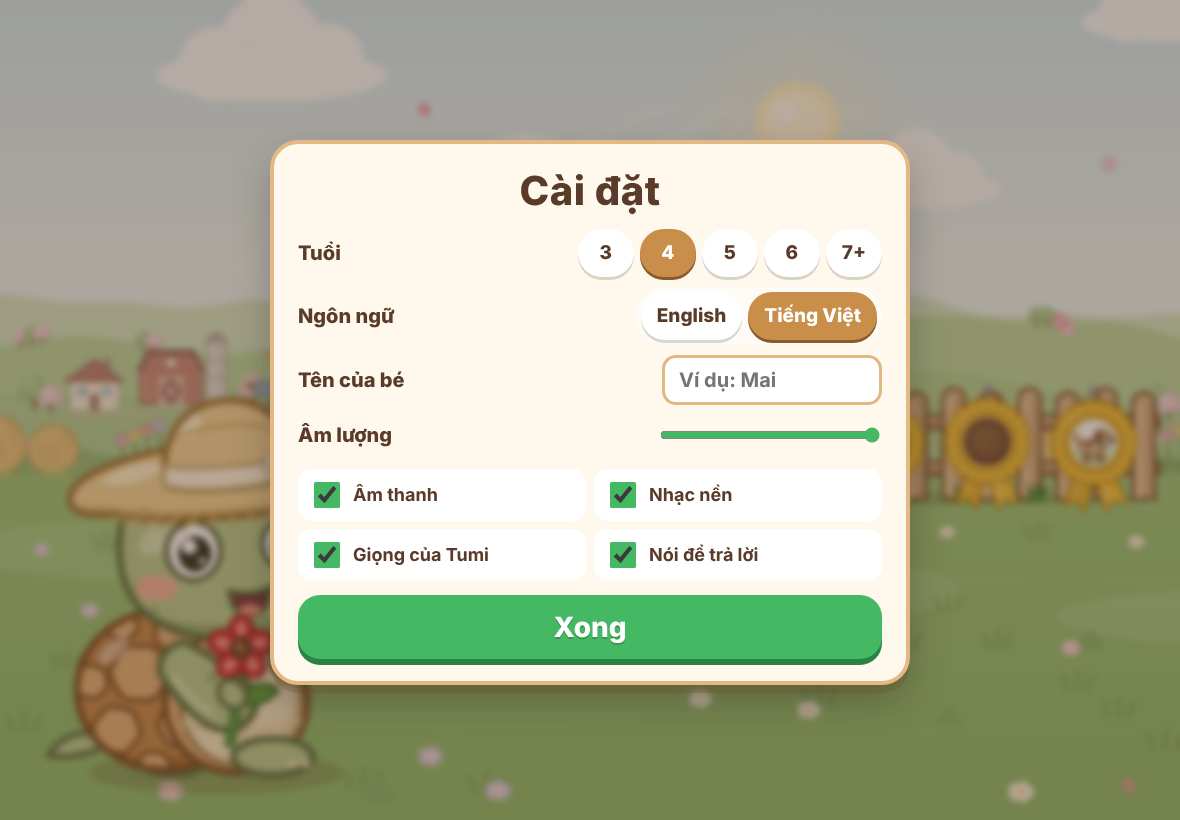 Cài đặt
Tuổi 3 4 5 6 7+
Ngôn ngữ English Tiếng Việt
Tên của bé Ví dụ: Mai
Âm lượng
Âm thanh Nhạc nền
Giọng của Tumi Nói để trả lời
Xong